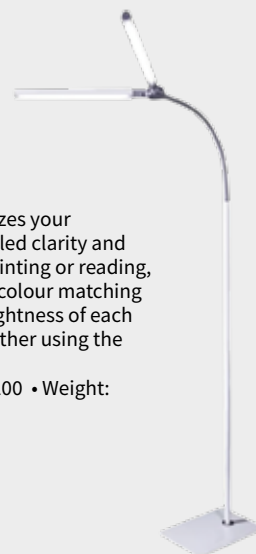 zes your
led clarity and
inting or reading,
colour matching
ghtness of each
ther using the
00 • Weight: